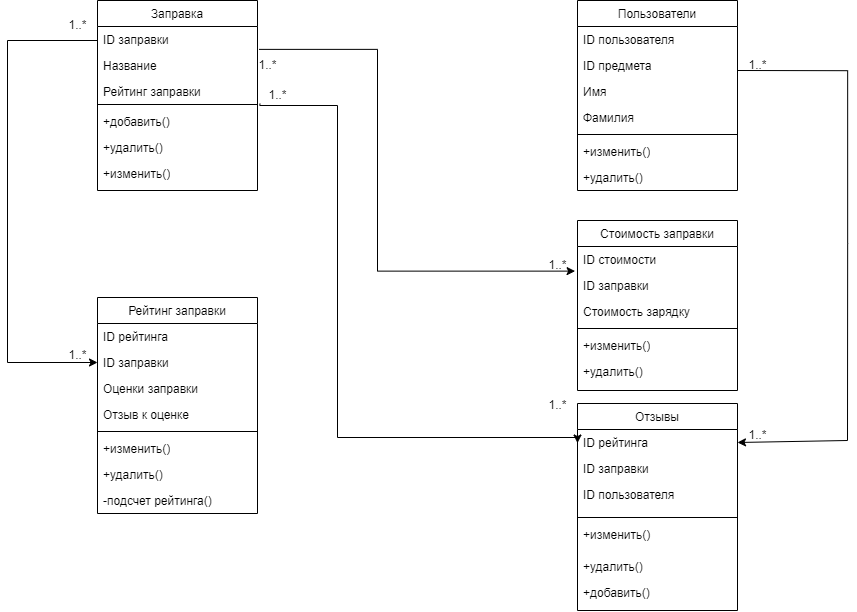 Заправка
1..*
ID заправки
Название
Рейтинг заправки
+добавить()
+удалить()
+изменить()
1..*
1..*
Пользователи
ID пользователя
ID предмета
Имя
Фамилия
+изменить()
+удалить()
1..*
Стоимость заправки
1..*
ID стоимости
ID заправки
Стоимость зарядку
+изменить()
+удалить()
Рейтинг заправки
1..*
ID рейтинга
ID заправки
Оценки заправки
Отзыв к оценке
+изменить()
+удалить()
-подсчет рейтинга()
1..*
Отзывы
ID рейтинга
ID заправки
ID пользователя
+изменить()
+удалить()
+добавить()
1..*